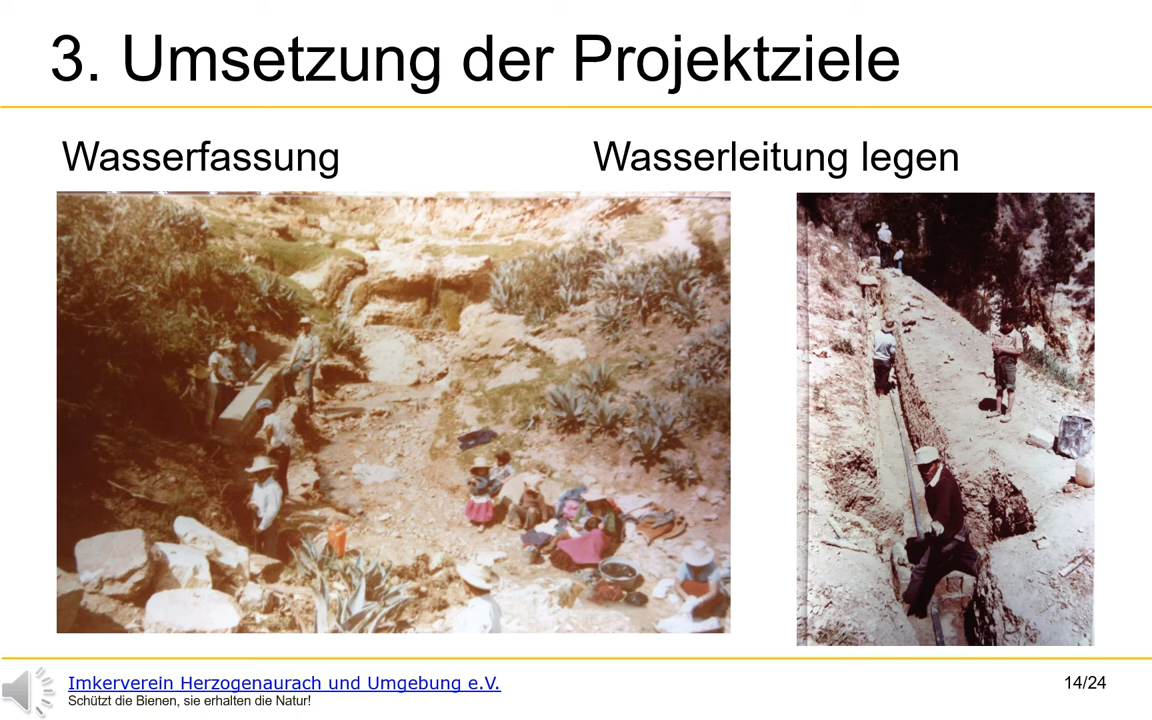 3. Umsetzung der Projektziele
Wasserfassung
Wasserleitung legen
Imkerverein Herzogenaurach und Umgebung e.V.
Schützt die Bienen, sie erhalten die Natur!
14/24